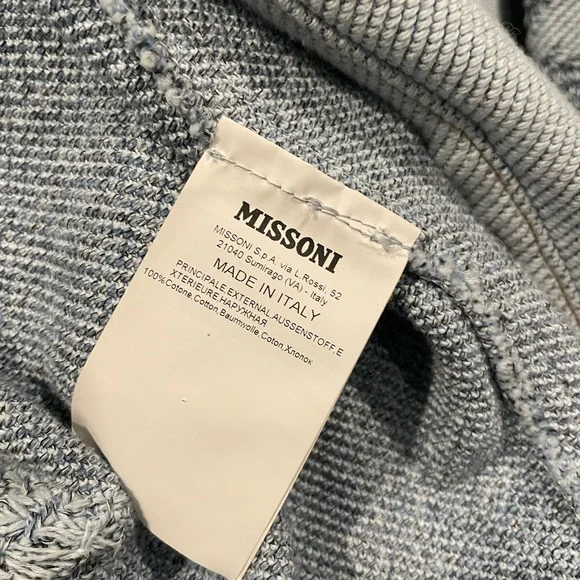 MISSONI
MISSONI S.p.A. via L.Rossi, 52
21040 Sumirago (VA) - Italy
MADE IN ITALY
PRINCIPALE,EXTERNAL,AUSSENSTOFF,E
XTERIEURE,НАРУЖНАЯ
100%Cotone,Cotton,Baumwolle,Coton,Хлопок